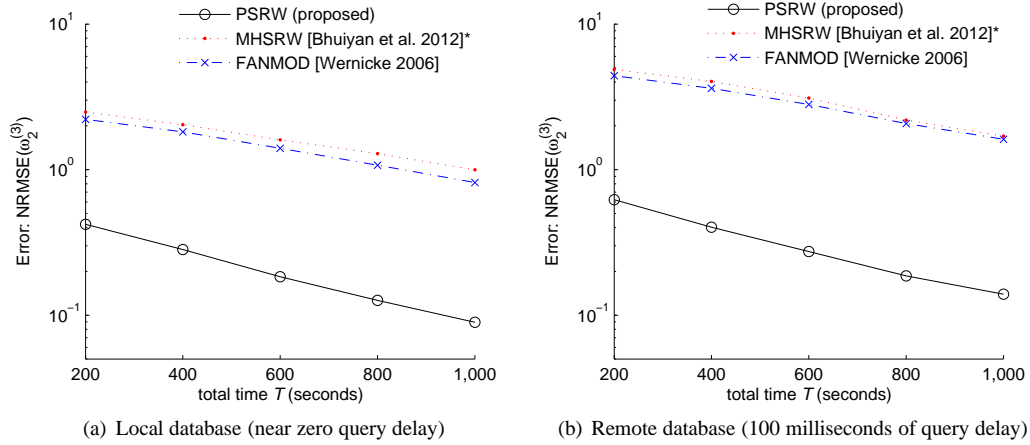 PSRW (proposed)
MHSRW [Bhuiyan et al. 2012]*
FANMOD [Wernicke 2006]
10^1
10^0
10^-1
Error: NRMSE(ω_2^(3))
200 400 600 800 1,000
total time T (seconds)
(a) Local database (near zero query delay)
PSRW (proposed)
MHSRW [Bhuiyan et al. 2012]*
FANMOD [Wernicke 2006]
10^1
10^0
10^-1
Error: NRMSE(ω_2^(3))
200 400 600 800 1,000
total time T (seconds)
(b) Remote database (100 milliseconds of query delay)